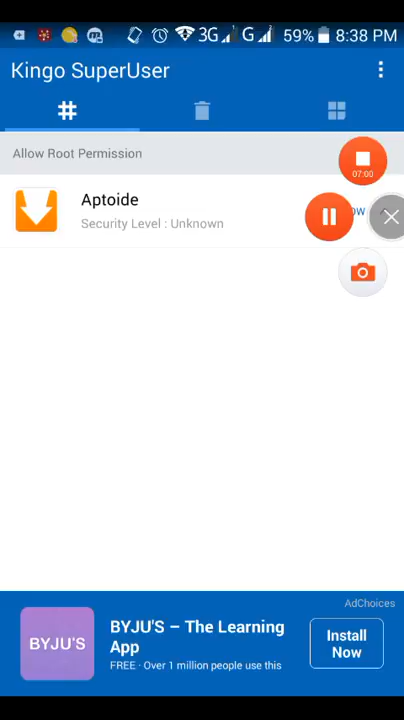 3G G 59% 8:38 PM
Kingo SuperUser
#
Allow Root Permission
07:00
Aptoide
ow
Security Level : Unknown
AdChoices
BYJU'S
BYJU'S – The Learning
App
FREE · Over 1 million people use this
Install
Now